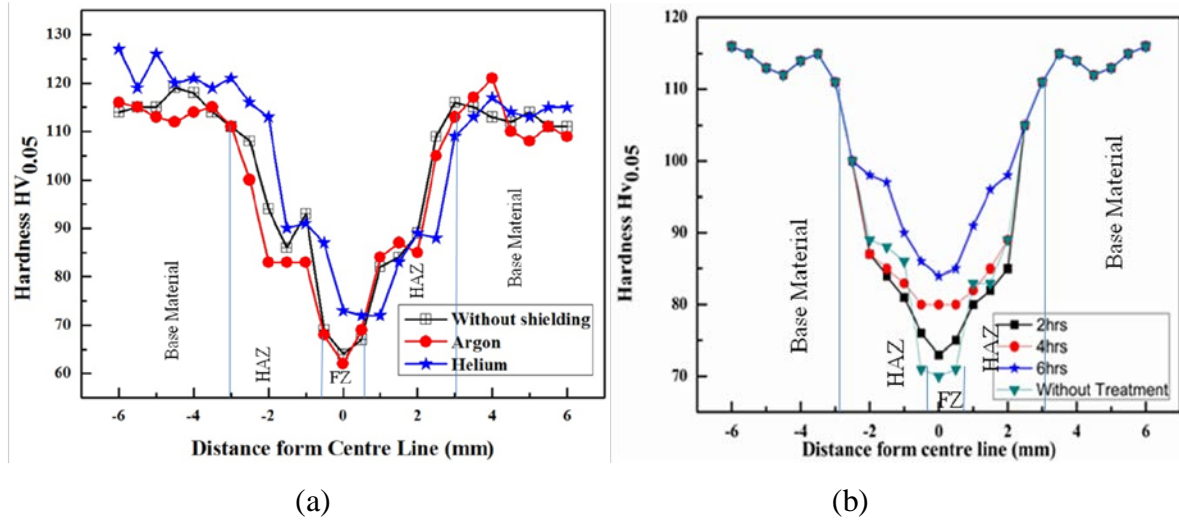 130
120
110
100
90
80
70
60
Hardness HV0.05
Base Material
HAZ
FZ
HAZ
Base Material
Without shielding
Argon
Helium
-6 -4 -2 0 2 4 6
Distance form Centre Line (mm)
(a)
120
110
100
90
80
70
Hardness Hv0.05
Base Material
HAZ
FZ
HAZ
Base Material
2hrs
4hrs
6hrs
Without Treatment
-6 -4 -2 0 2 4 6
Distance form centre line (mm)
(b)